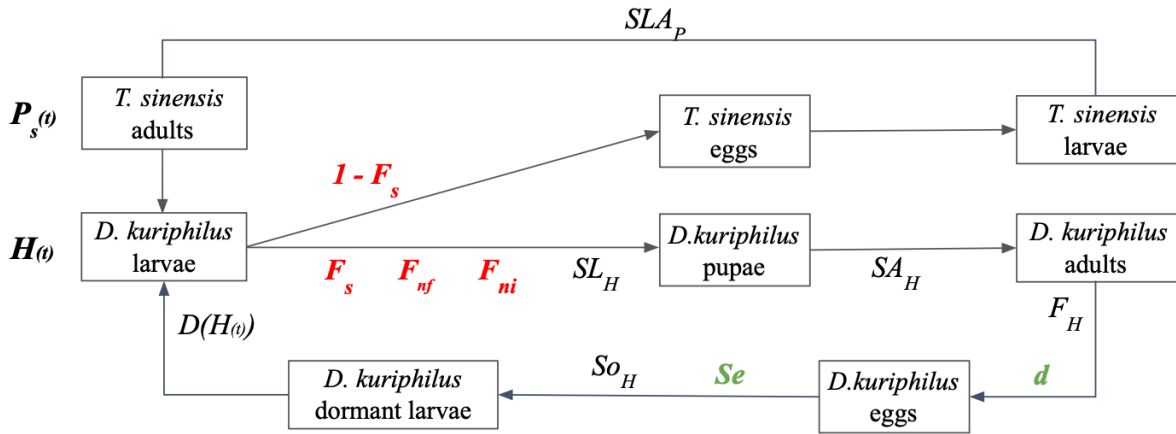 SLA_P
P_s(t)
T. sinensis
adults
T. sinensis
eggs
T. sinensis
larvae
1 - F_s
H(t)
D. kuriphilus
larvae
D.kuriphilus
pupae
D. kuriphilus
adults
F_s F_nf F_ni SL_H
SA_H
F_H
D(H(t))
D. kuriphilus
dormant larvae
So_H Se
D.kuriphilus
eggs
d